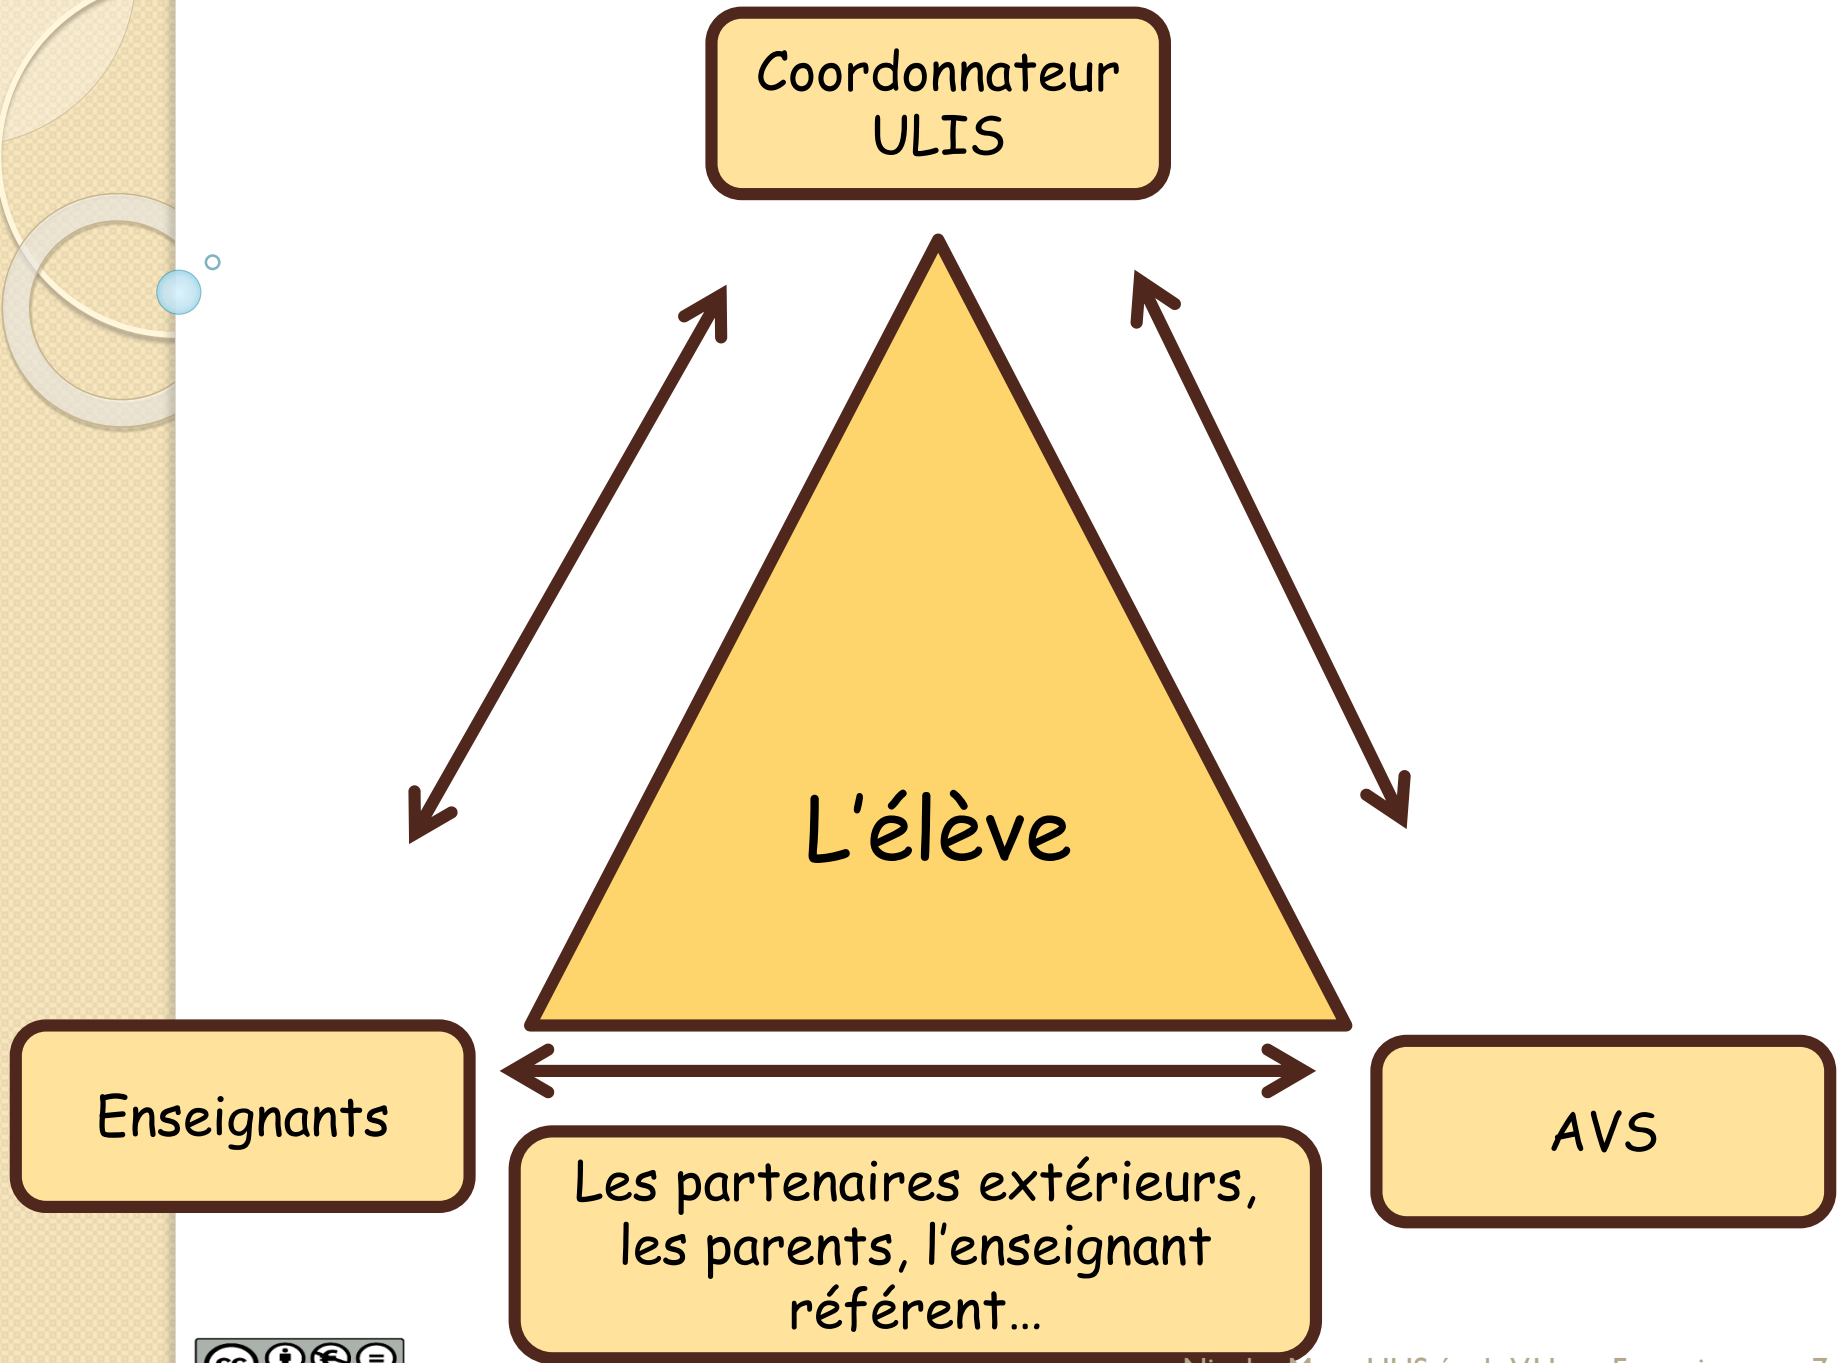 Coordonnateur
ULIS
L’élève
Enseignants
AVS
Les partenaires extérieurs,
les parents, l’enseignant
référent…